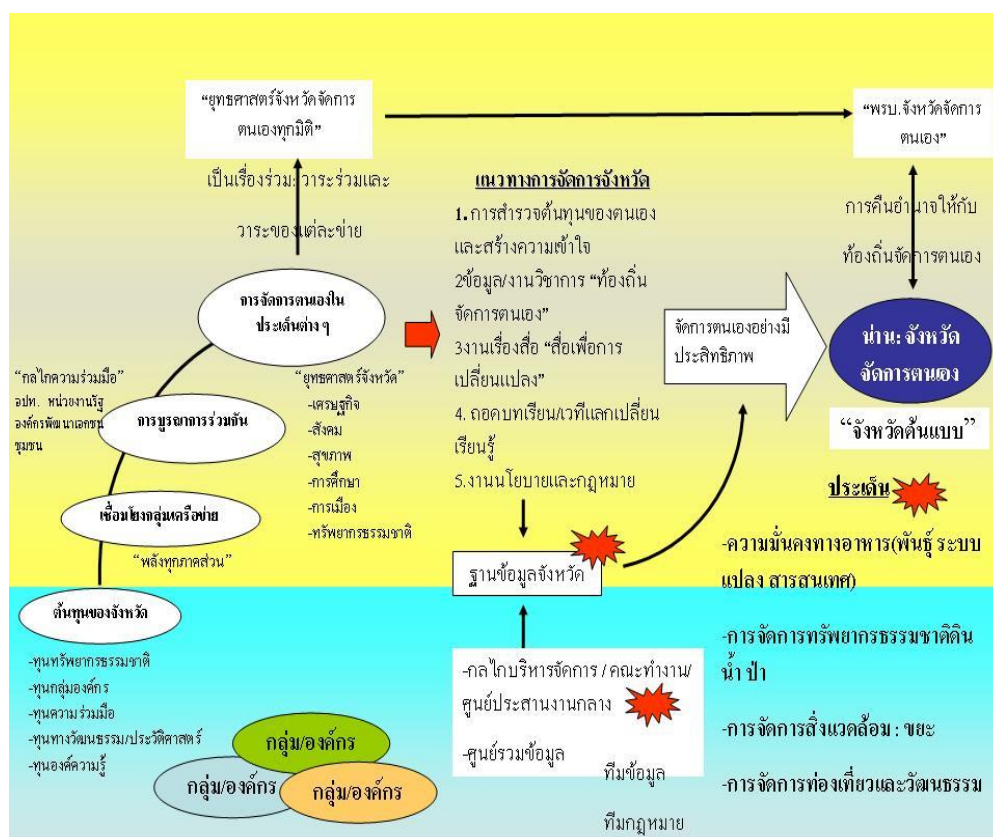 “ยุทธศาสตร์จังหวัดจัดการ
ตนเองทุกมิติ”
“พรบ.จังหวัดจัดการ
ตนเอง”
เป็นเรื่องร่วม: วาระร่วมและ
วาระของแต่ละข่าย
แนวทางการจัดการจังหวัด
1. การสำรวจต้นทุนของตนเอง
และสร้างความเข้าใจ
2ข้อมูล/งานวิชาการ “ท้องถิ่น
จัดการตนเอง”
3งานเรื่องสื่อ “สื่อเพื่อการ
เปลี่ยนแปลง”
4. ถอดบทเรียน/เวทีแลกเปลี่ยน
เรียนรู้
5.งานนโยบายและกฎหมาย
การคืนอำนาจให้กับ
ท้องถิ่นจัดการตนเอง
การจัดการตนเองใน
ประเด็นต่าง ๆ
จัดการตนเองอย่างมี
ประสิทธิภาพ
น่าน: จังหวัด
จัดการตนเอง
“จังหวัดต้นแบบ”
“กลไกความร่วมมือ”
อปท. หน่วยงานรัฐ
องค์กรพัฒนาเอกชน
ชุมชน
การบูรณาการร่วมกัน
“ยุทธศาสตร์จังหวัด”
-เศรษฐกิจ
-สังคม
-สุขภาพ
-การศึกษา
-การเมือง
-ทรัพยากรธรรมชาติ
เชื่อมโยงกลุ่มเครือข่าย
“พลังทุกภาคส่วน”
ฐานข้อมูลจังหวัด
ประเด็น
-ความมั่นคงทางอาหาร(พันธุ์ ระบบ
แปลง สารสนเทศ)
-การจัดการทรัพยากรธรรมชาติดิน
น้ำ ป่า
-การจัดการสิ่งแวดล้อม : ขยะ
-การจัดการท่องเที่ยวและวัฒนธรรม
ต้นทุนของจังหวัด
-ทุนทรัพยากรธรรมชาติ
-ทุนกลุ่มองค์กร
-ทุนความร่วมมือ
-ทุนทางวัฒนธรรม/ประวัติศาสตร์
-ทุนองค์ความรู้
กลุ่ม/องค์กร
กลุ่ม/องค์กร
กลุ่ม/องค์กร
-กลไกบริหารจัดการ / คณะทำงาน/
ศูนย์ประสานงานกลาง
-ศูนย์รวมข้อมูล
ทีมข้อมูล
ทีมกฎหมาย